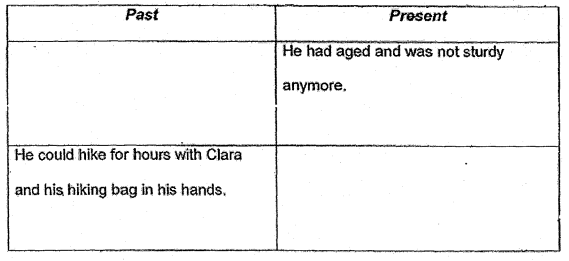 Past
Present
He had aged and was not sturdy
anymore.
He could hike for hours with Clara
and his hiking bag in his hands.